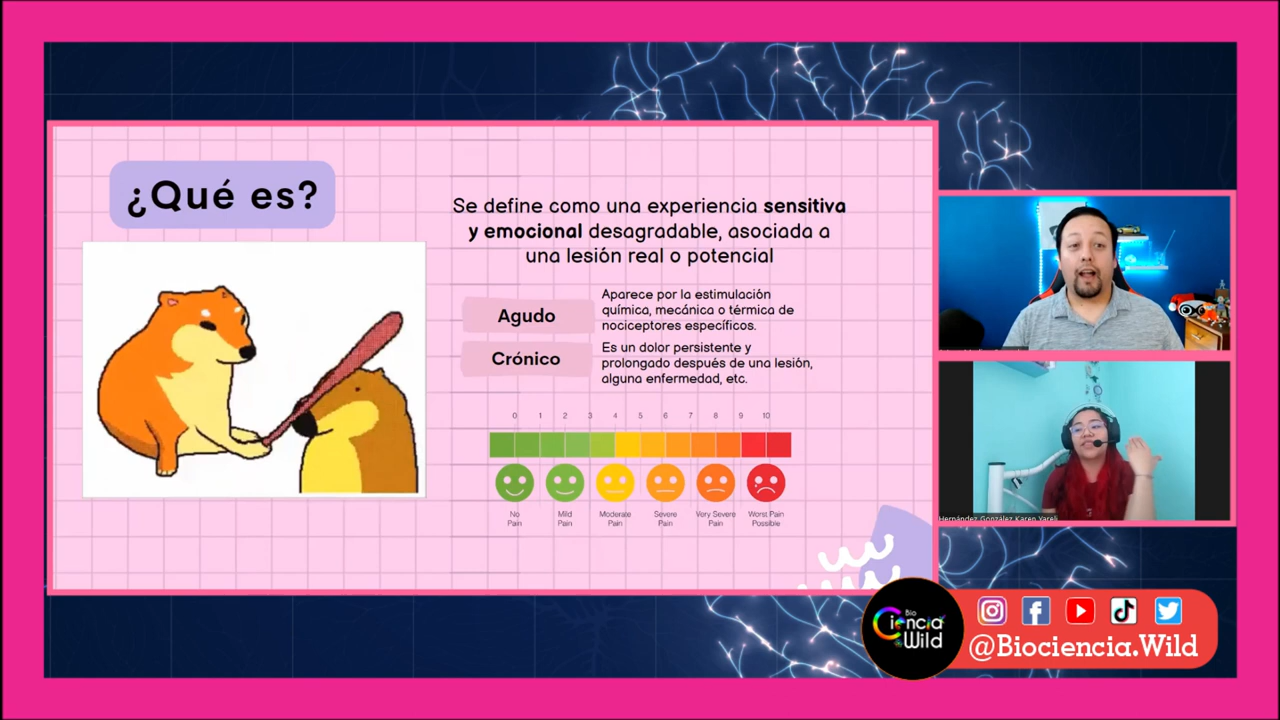 ¿Qué es?
Se define como una experiencia sensitiva
y emocional desagradable, asociada a
una lesión real o potencial
Agudo
Aparece por la estimulación
química, mecánica o térmica de
nociceptores específicos.
Crónico
Es un dolor persistente y
prolongado después de una lesión,
alguna enfermedad, etc.
0 1 2 3 4 5 6 7 8 9 10
No
Pain
Mild
Pain
Moderate
Pain
Severe
Pain
Very Severe
Pain
Worst Pain
Possible
Hernández González Karen Yareli
Bio
Ciencia
Wild
@Biociencia.Wild